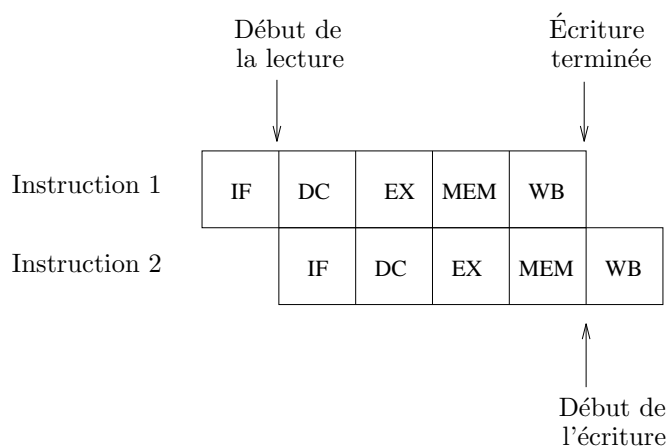 Début de
la lecture
Écriture
terminée
Instruction 1
IF DC EX MEM WB
Instruction 2
IF DC EX MEM WB
Début de
l'écriture